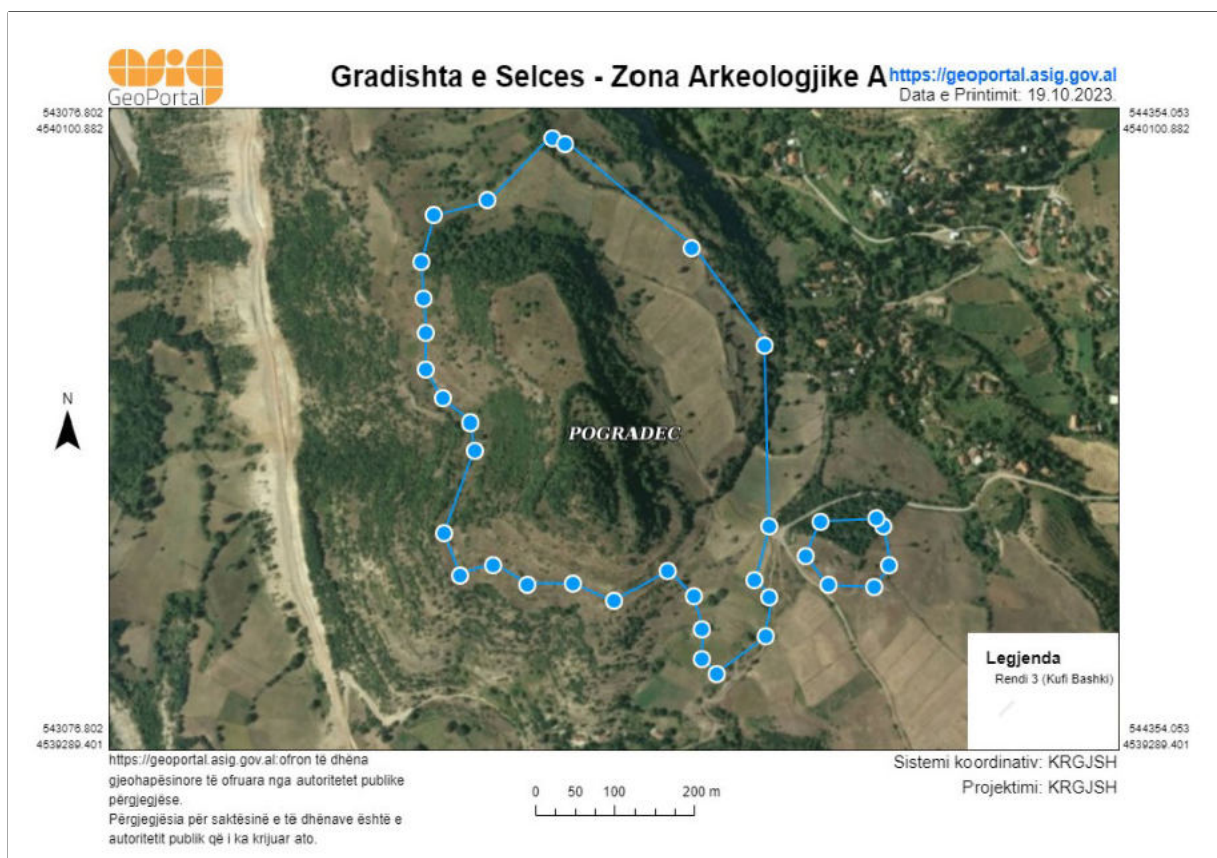 asig
GeoPortal
Gradishta e Selces - Zona Arkeologjike A
https://geoportal.asig.gov.al
Data e Printimit: 19.10.2023.
543076.802
4540100.882
544354.053
4540100.882
N
POGRADEC
Legjenda
Rendi 3 (Kufi Bashki)
543076.802
4539289.401
544354.053
4539289.401
https://geoportal.asig.gov.al:ofron të dhëna
gjeohapësinore të ofruara nga autoritetet publike
përgjegjëse.
Përgjegjësia për saktësinë e të dhënave është e
autoritetit publik që i ka krijuar ato.
0 50 100 200 m
Sistemi koordinativ: KRGJSH
Projektimi: KRGJSH